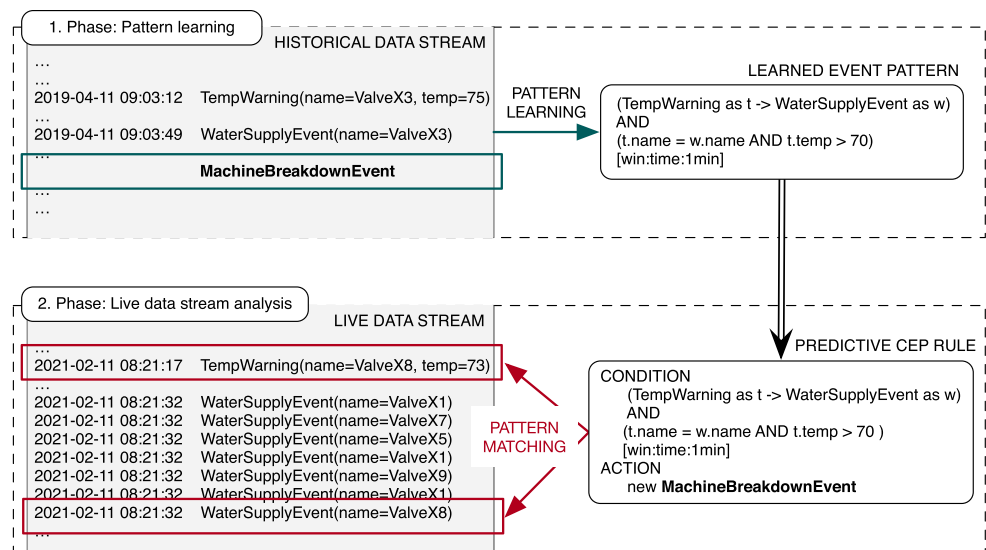 1. Phase: Pattern learning
HISTORICAL DATA STREAM
...
...
2019-04-11 09:03:12 TempWarning(name=ValveX3, temp=75)
...
2019-04-11 09:03:49 WaterSupplyEvent(name=ValveX3)
...
MachineBreakdownEvent
...
...
PATTERN
LEARNING
LEARNED EVENT PATTERN
(TempWarning as t -> WaterSupplyEvent as w)
AND
(t.name = w.name AND t.temp > 70)
[win:time:1min]
2. Phase: Live data stream analysis
LIVE DATA STREAM
...
2021-02-11 08:21:17 TempWarning(name=ValveX8, temp=73)
...
2021-02-11 08:21:32 WaterSupplyEvent(name=ValveX1)
2021-02-11 08:21:32 WaterSupplyEvent(name=ValveX7)
2021-02-11 08:21:32 WaterSupplyEvent(name=ValveX5)
2021-02-11 08:21:32 WaterSupplyEvent(name=ValveX1)
2021-02-11 08:21:32 WaterSupplyEvent(name=ValveX9)
2021-02-11 08:21:32 WaterSupplyEvent(name=ValveX1)
2021-02-11 08:21:32 WaterSupplyEvent(name=ValveX8)
...
PATTERN
MATCHING
PREDICTIVE CEP RULE
CONDITION
(TempWarning as t -> WaterSupplyEvent as w)
AND
(t.name = w.name AND t.temp > 70 )
[win:time:1min]
ACTION
new MachineBreakdownEvent